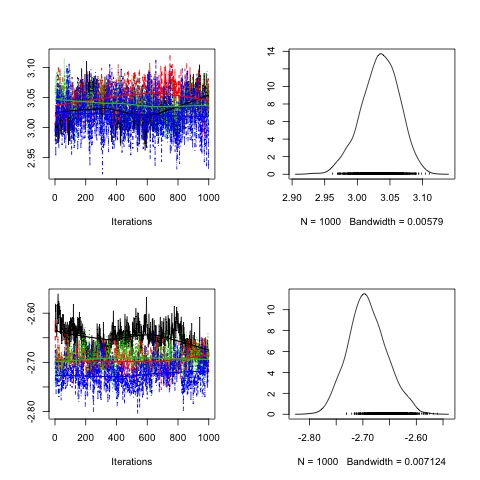 3.10
3.05
3.00
2.95
0 200 400 600 800 1000
Iterations
14
10
8
6
4
2
0
2.90 2.95 3.00 3.05 3.10
N = 1000 Bandwidth = 0.00579
-2.60
-2.70
-2.80
0 200 400 600 800 1000
Iterations
10
8
6
4
2
0
-2.80 -2.70 -2.60
N = 1000 Bandwidth = 0.007124